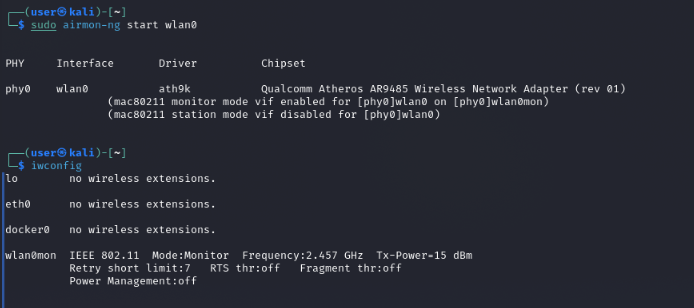 ┌──(user㉿kali)-[~]
└─$ sudo airmon-ng start wlan0
PHY     Interface       Driver          Chipset
phy0    wlan0           ath9k           Qualcomm Atheros AR9485 Wireless Network Adapter (rev 01)
(mac80211 monitor mode vif enabled for [phy0]wlan0 on [phy0]wlan0mon)
(mac80211 station mode vif disabled for [phy0]wlan0)
┌──(user㉿kali)-[~]
└─$ iwconfig
lo        no wireless extensions.
eth0      no wireless extensions.
docker0   no wireless extensions.
wlan0mon  IEEE 802.11  Mode:Monitor  Frequency:2.457 GHz  Tx-Power=15 dBm
Retry short limit:7   RTS thr:off   Fragment thr:off
Power Management:off